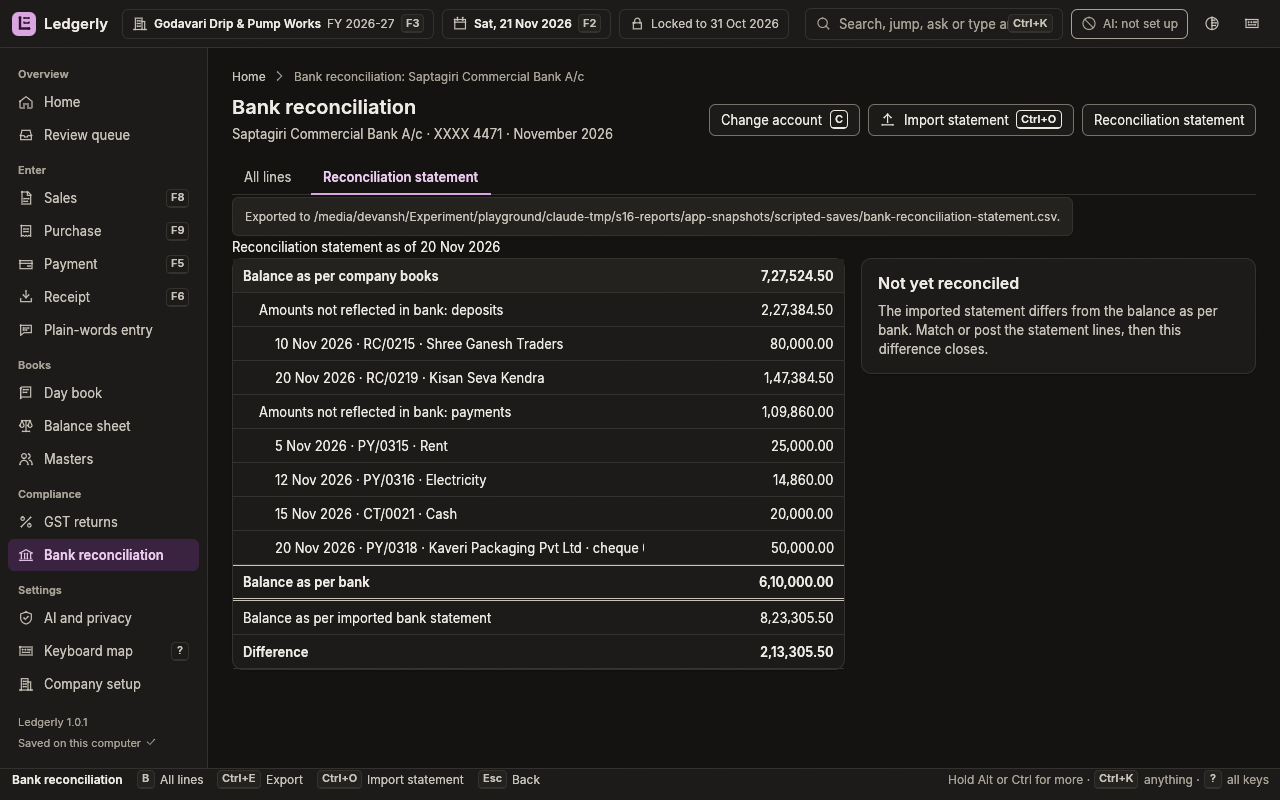 Ledgerly
Godavari Drip & Pump Works FY 2026-27 F3
Sat, 21 Nov 2026 F2
Locked to 31 Oct 2026
Search, jump, ask or type a Ctrl+K
AI: not set up
Overview
Home
Review queue
Enter
Sales F8
Purchase F9
Payment F5
Receipt F6
Plain-words entry
Books
Day book
Balance sheet
Masters
Compliance
GST returns
Bank reconciliation
Settings
AI and privacy
Keyboard map ?
Company setup
Ledgerly 1.0.1
Saved on this computer
Home Bank reconciliation: Saptagiri Commercial Bank A/c
Bank reconciliation
Saptagiri Commercial Bank A/c · XXXX 4471 · November 2026
Change account C
Import statement Ctrl+O
Reconciliation statement
All lines
Reconciliation statement
Exported to /media/devansh/Experiment/playground/claude-tmp/s16-reports/app-snapshots/scripted-saves/bank-reconciliation-statement.csv.
Reconciliation statement as of 20 Nov 2026
Balance as per company books 7,27,524.50
Amounts not reflected in bank: deposits 2,27,384.50
10 Nov 2026 · RC/0215 · Shree Ganesh Traders 80,000.00
20 Nov 2026 · RC/0219 · Kisan Seva Kendra 1,47,384.50
Amounts not reflected in bank: payments 1,09,860.00
5 Nov 2026 · PY/0315 · Rent 25,000.00
12 Nov 2026 · PY/0316 · Electricity 14,860.00
15 Nov 2026 · CT/0021 · Cash 20,000.00
20 Nov 2026 · PY/0318 · Kaveri Packaging Pvt Ltd · cheque 50,000.00
Balance as per bank 6,10,000.00
Balance as per imported bank statement 8,23,305.50
Difference 2,13,305.50
Not yet reconciled
The imported statement differs from the balance as per
bank. Match or post the statement lines, then this
difference closes.
Bank reconciliation B All lines Ctrl+E Export Ctrl+O Import statement Esc Back
Hold Alt or Ctrl for more · Ctrl+K anything · ? all keys